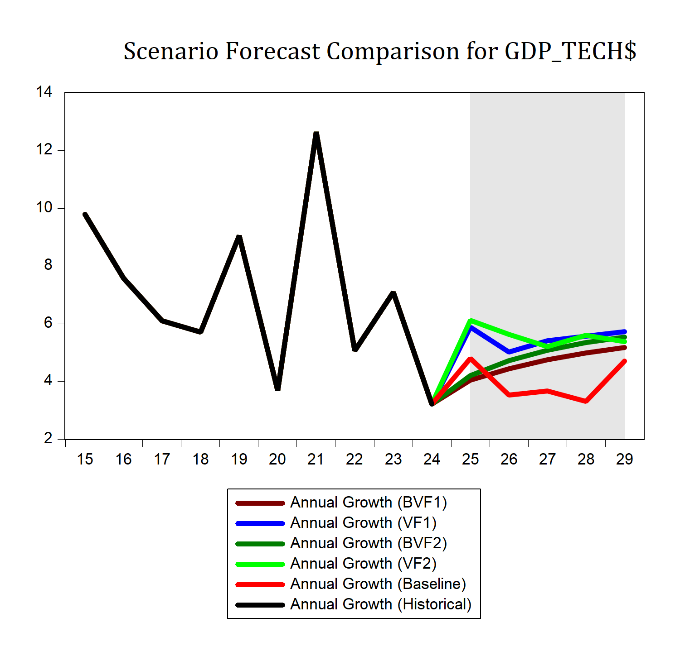 Scenario Forecast Comparison for GDP_TECH$
14
12
10
8
6
4
2
15 16 17 18 19 20 21 22 23 24 25 26 27 28 29
Annual Growth (BVF1)
Annual Growth (VF1)
Annual Growth (BVF2)
Annual Growth (VF2)
Annual Growth (Baseline)
Annual Growth (Historical)